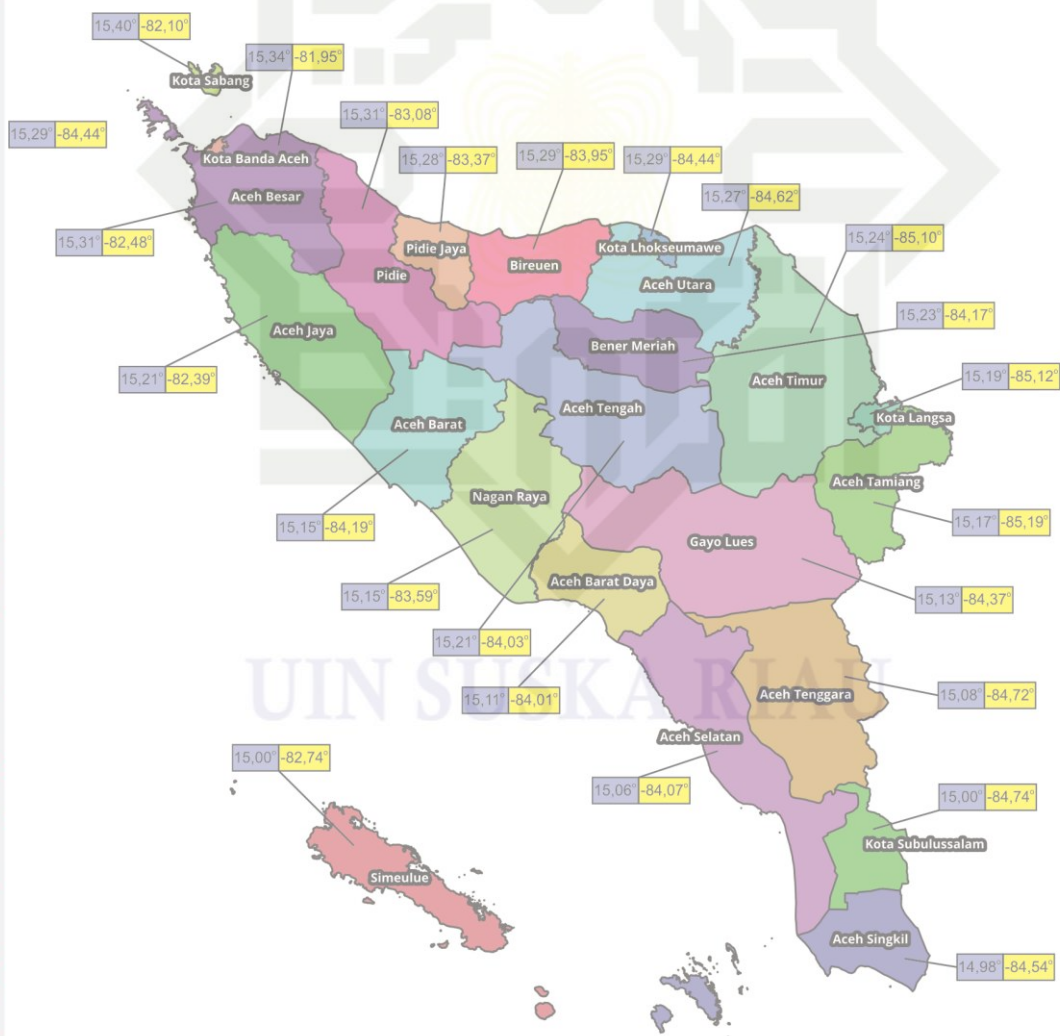 15,40° -82,10°
15,34° -81,95°
Kota Sabang
15,31° -83,08°
15,29° -84,44°
15,28° -83,37°
15,29° -83,95°
15,29° -84,44°
Kota Banda Aceh
15,27° -84,62°
Aceh Besar
15,31° -82,48°
15,24° -85,10°
Pidie Jaya
Kota Lhokseumawe
Bireuen
Pidie
Aceh Utara
15,23° -84,17°
Aceh Jaya
Bener Meriah
15,21° -82,39°
Aceh Timur
15,19° -85,12°
Aceh Tengah
Kota Langsa
Aceh Barat
Aceh Tamiang
Nagan Raya
15,15° -84,19°
15,17° -85,19°
Gayo Lues
Aceh Barat Daya
15,15° -83,59°
15,13° -84,37°
15,21° -84,03°
UIN SUSKA RIAU
15,11° -84,01°
Aceh Tenggara
15,08° -84,72°
Aceh Selatan
15,00° -82,74°
15,06° -84,07°
15,00° -84,74°
Kota Subulussalam
Simeulue
Aceh Singkil
14,98° -84,54°